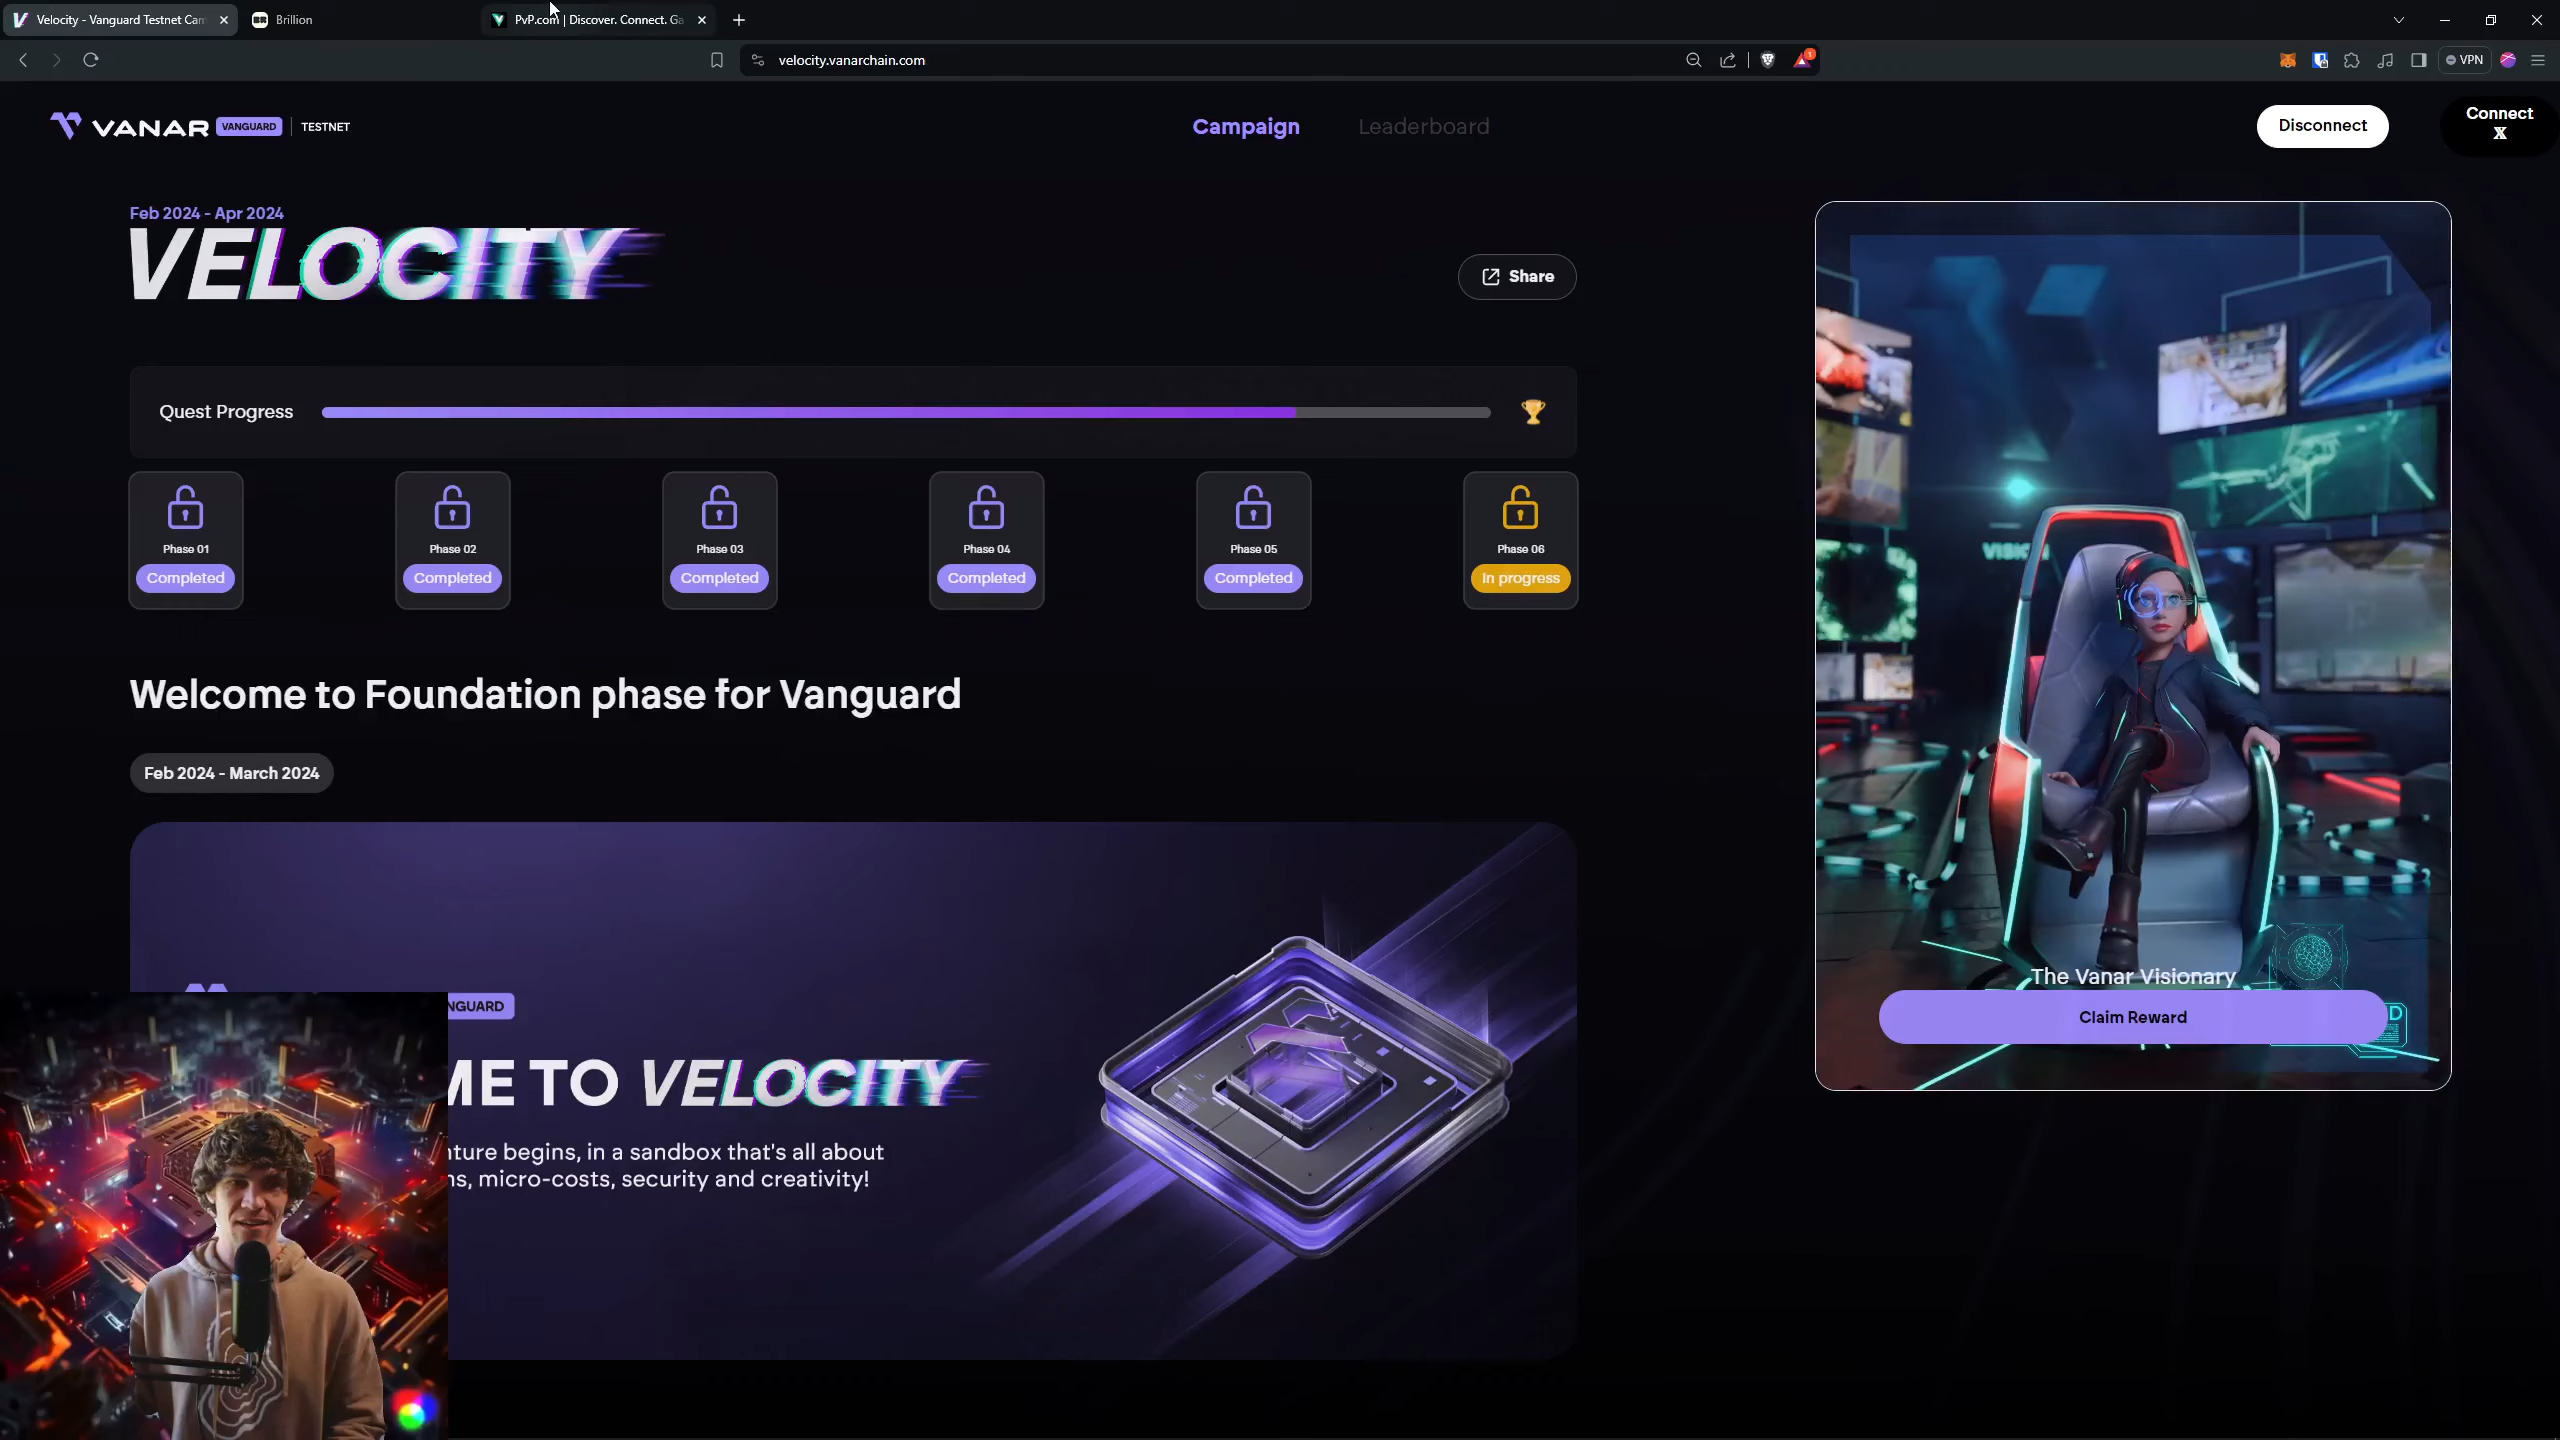 Velocity - Vanguard Testnet Cam
Brillion
PvP.com | Discover. Connect. Ga
velocity.vanarchain.com
1
VPN
VANAR VANGUARD | TESTNET
Campaign
Leaderboard
Disconnect
Connect
X
Feb 2024 - Apr 2024
VELOCITY
Share
Quest Progress
Phase 01
Completed
Phase 02
Completed
Phase 03
Completed
Phase 04
Completed
Phase 05
Completed
Phase 06
In progress
Welcome to Foundation phase for Vanguard
Feb 2024 - March 2024
NGUARD
ME TO VELOCITY
nture begins, in a sandbox that's all about
ns, micro-costs, security and creativity!
The Vanar Visionary
Claim Reward